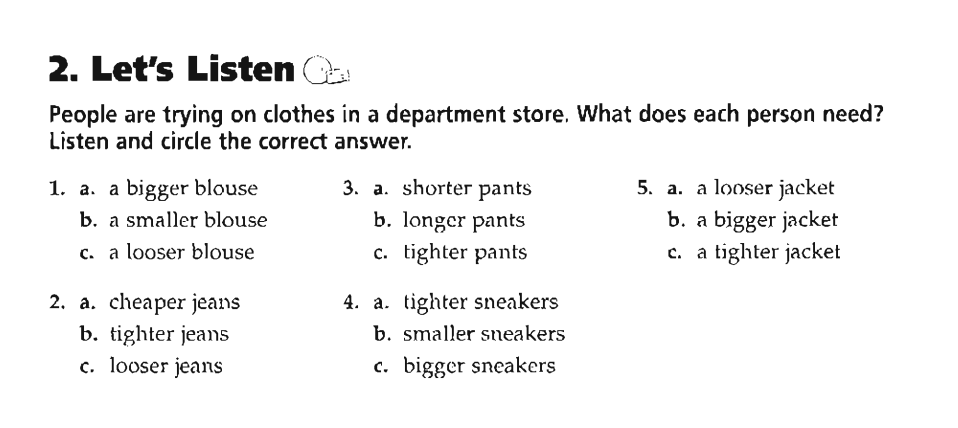 2. Let's Listen
People are trying on clothes in a department store. What does each person need?
Listen and circle the correct answer.
1. a. a bigger blouse
b. a smaller blouse
c. a looser blouse
2. a. cheaper jeans
b. tighter jeans
c. looser jeans
3. a. shorter pants
b. longer pants
c. tighter pants
4. a. tighter sneakers
b. smaller sneakers
c. bigger sneakers
5. a. a looser jacket
b. a bigger jacket
c. a tighter jacket